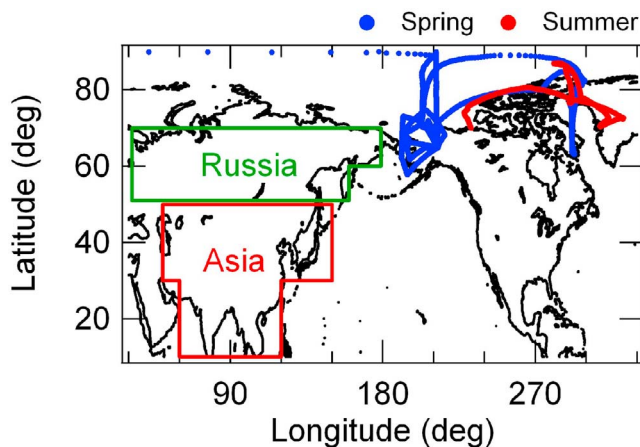 Spring Summer
80
60
40
20
Latitude (deg)
Russia
Asia
90 180 270
Longitude (deg)